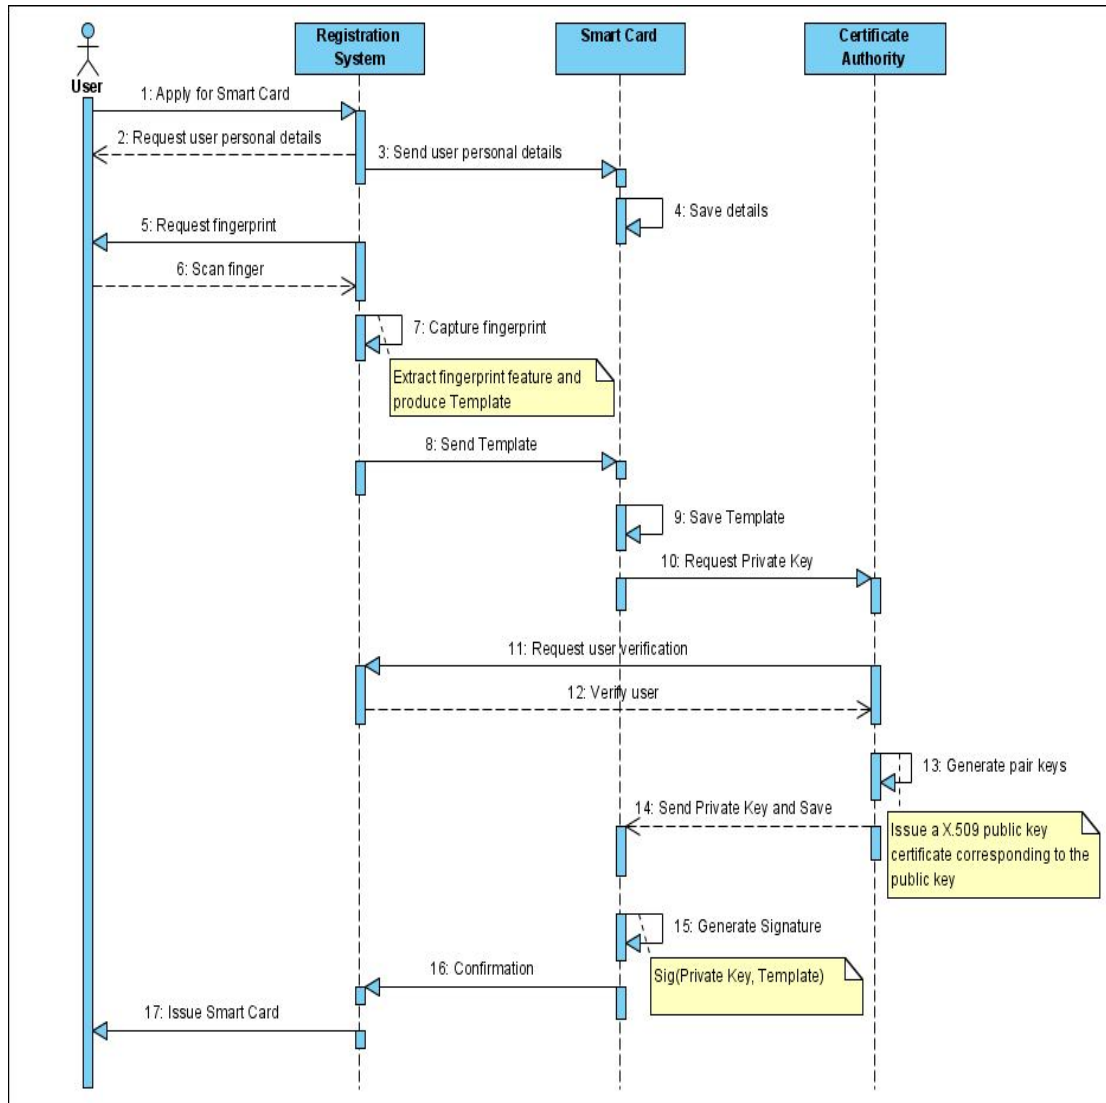 Registration
System
Smart Card
Certificate
Authority
User
1: Apply for Smart Card
2: Request user personal details
3: Send user personal details
4: Save details
5: Request fingerprint
6: Scan finger
7: Capture fingerprint
Extract fingerprint feature and
produce Template
8: Send Template
9: Save Template
10: Request Private Key
11: Request user verification
12: Verify user
13: Generate pair keys
14: Send Private Key and Save
Issue a X.509 public key
certificate corresponding to the
public key
15: Generate Signature
16: Confirmation
Sig(Private Key, Template)
17: Issue Smart Card